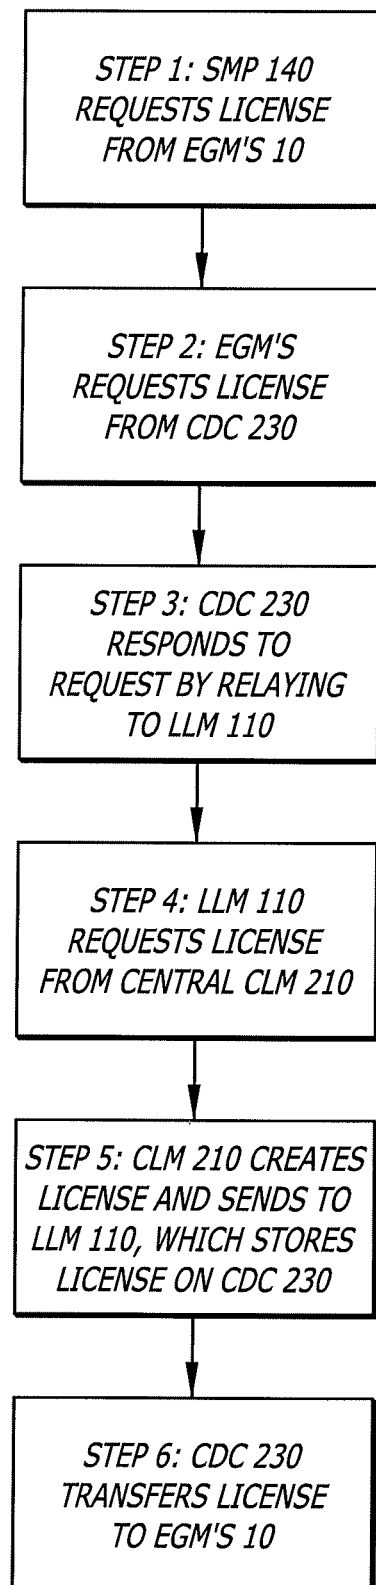 STEP 1: SMP 140
REQUESTS LICENSE
FROM EGM'S 10
STEP 2: EGM'S
REQUESTS LICENSE
FROM CDC 230
STEP 3: CDC 230
RESPONDS TO
REQUEST BY RELAYING
TO LLM 110
STEP 4: LLM 110
REQUESTS LICENSE
FROM CENTRAL CLM 210
STEP 5: CLM 210 CREATES
LICENSE AND SENDS TO
LLM 110, WHICH STORES
LICENSE ON CDC 230
STEP 6: CDC 230
TRANSFERS LICENSE
TO EGM'S 10